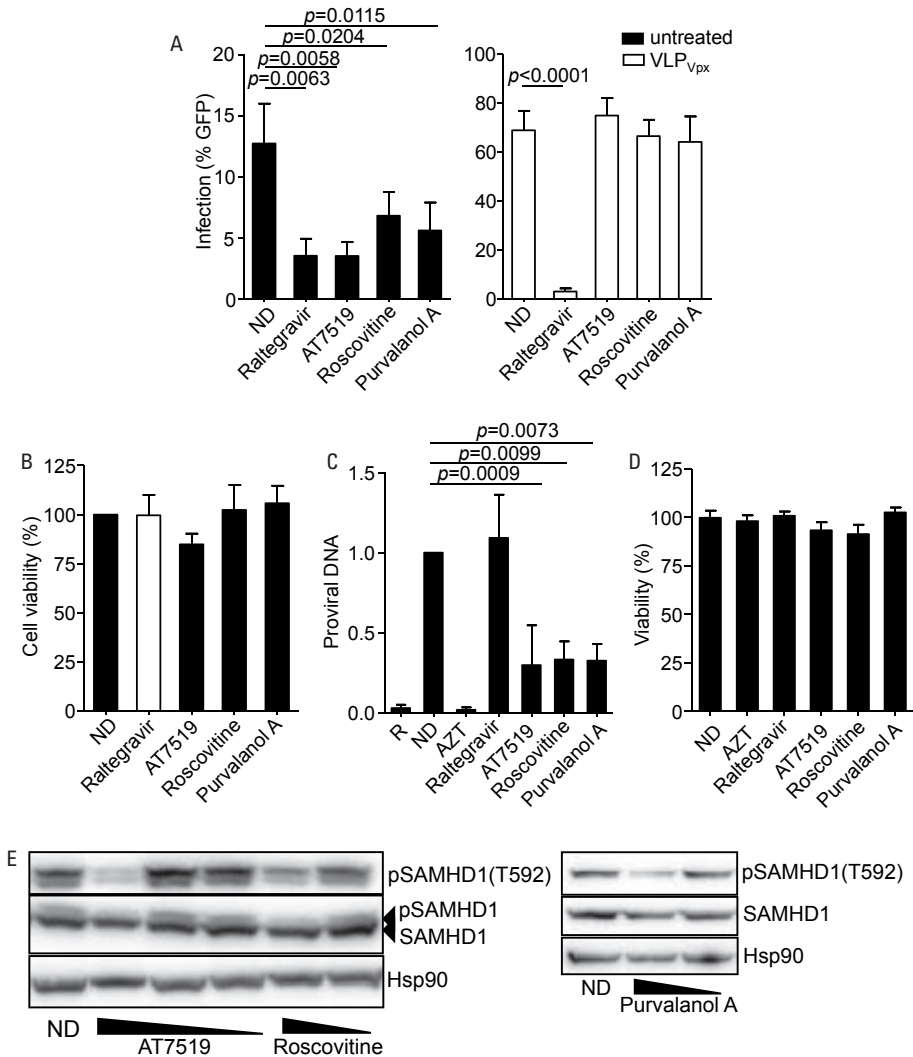 A
p=0.0115
p=0.0204
p=0.0058
p=0.0063
Infection (% GFP)
20
15
10
5
0
ND
Raltegravir
AT7519
Roscovitine
Purvalanol A
untreated
VLPVpx
p<0.0001
100
80
60
40
20
0
ND
Raltegravir
AT7519
Roscovitine
Purvalanol A
B
Cell viability (%)
125
100
75
50
25
0
ND
Raltegravir
AT7519
Roscovitine
Purvalanol A
C
p=0.0073
p=0.0099
p=0.0009
Proviral DNA
1.5
1.0
0.5
0.0
R
ND
AZT
Raltegravir
AT7519
Roscovitine
Purvalanol A
D
Viability (%)
125
100
75
50
25
0
ND
AZT
Raltegravir
AT7519
Roscovitine
Purvalanol A
E
pSAMHD1(T592)
pSAMHD1
SAMHD1
Hsp90
ND
AT7519
Roscovitine
pSAMHD1(T592)
SAMHD1
Hsp90
ND
Purvalanol A